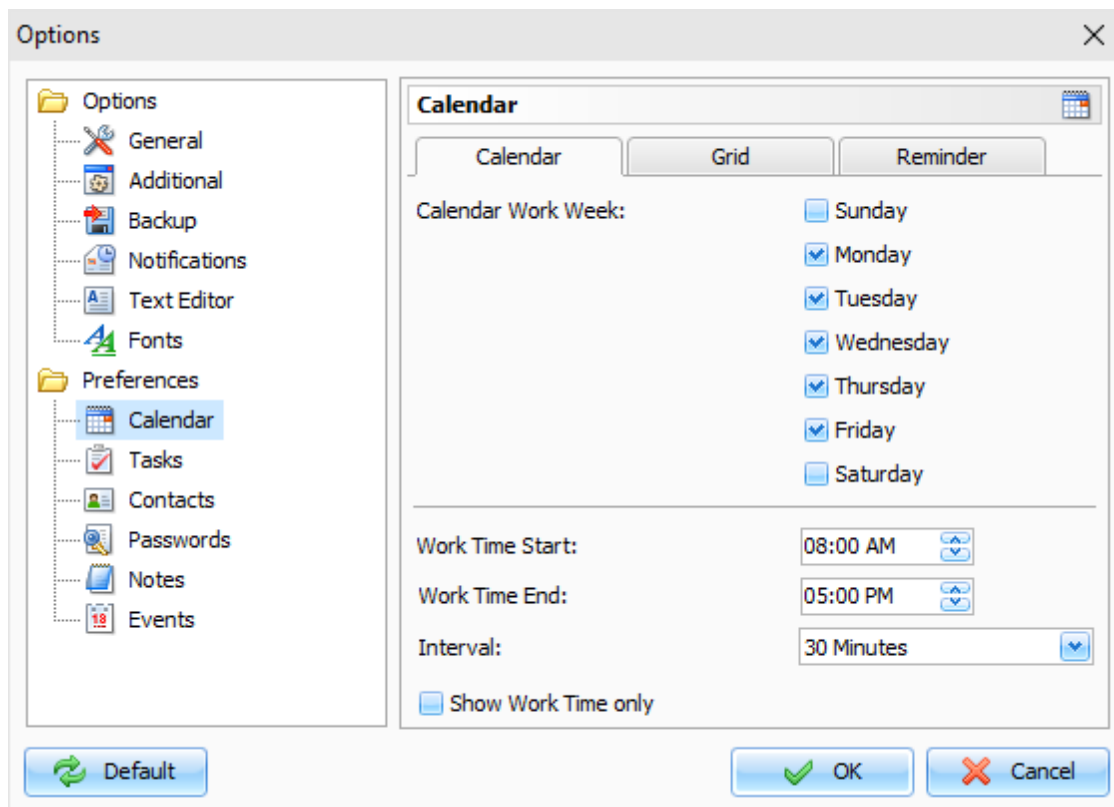 Options
Options
General
Additional
Backup
Notifications
Text Editor
Fonts
Preferences
Calendar
Tasks
Contacts
Passwords
Notes
18 Events
Calendar
Calendar Grid Reminder
Calendar Work Week: Sunday
Monday
Tuesday
Wednesday
Thursday
Friday
Saturday
Work Time Start: 08:00 AM
Work Time End: 05:00 PM
Interval: 30 Minutes
Show Work Time only
Default OK Cancel